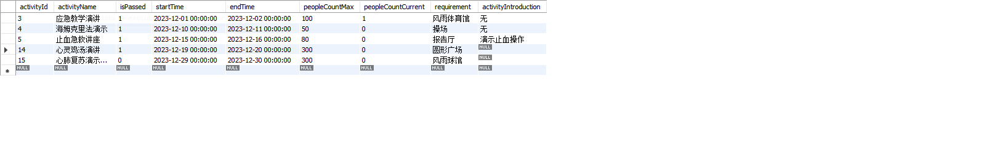 activityId activityName isPassed startTime endTime peopleCountMax peopleCountCurrent requirement activityIntroduction
3 应急教学演讲 1 2023-12-01 00:00:00 2023-12-02 00:00:00 100 1 风雨体育馆 无
4 海姆克里法演示 1 2023-12-10 00:00:00 2023-12-11 00:00:00 50 0 操场 无
5 止血急救讲座 1 2023-12-15 00:00:00 2023-12-16 00:00:00 80 0 报告厅 演示止血操作
14 心灵鸡汤演讲 1 2023-12-19 00:00:00 2023-12-20 00:00:00 300 0 圆形广场 NULL
15 心肺复苏演示... 0 2023-12-29 00:00:00 2023-12-30 00:00:00 300 0 风雨球馆 NULL
NULL NULL NULL NULL NULL NULL NULL NULL NULL